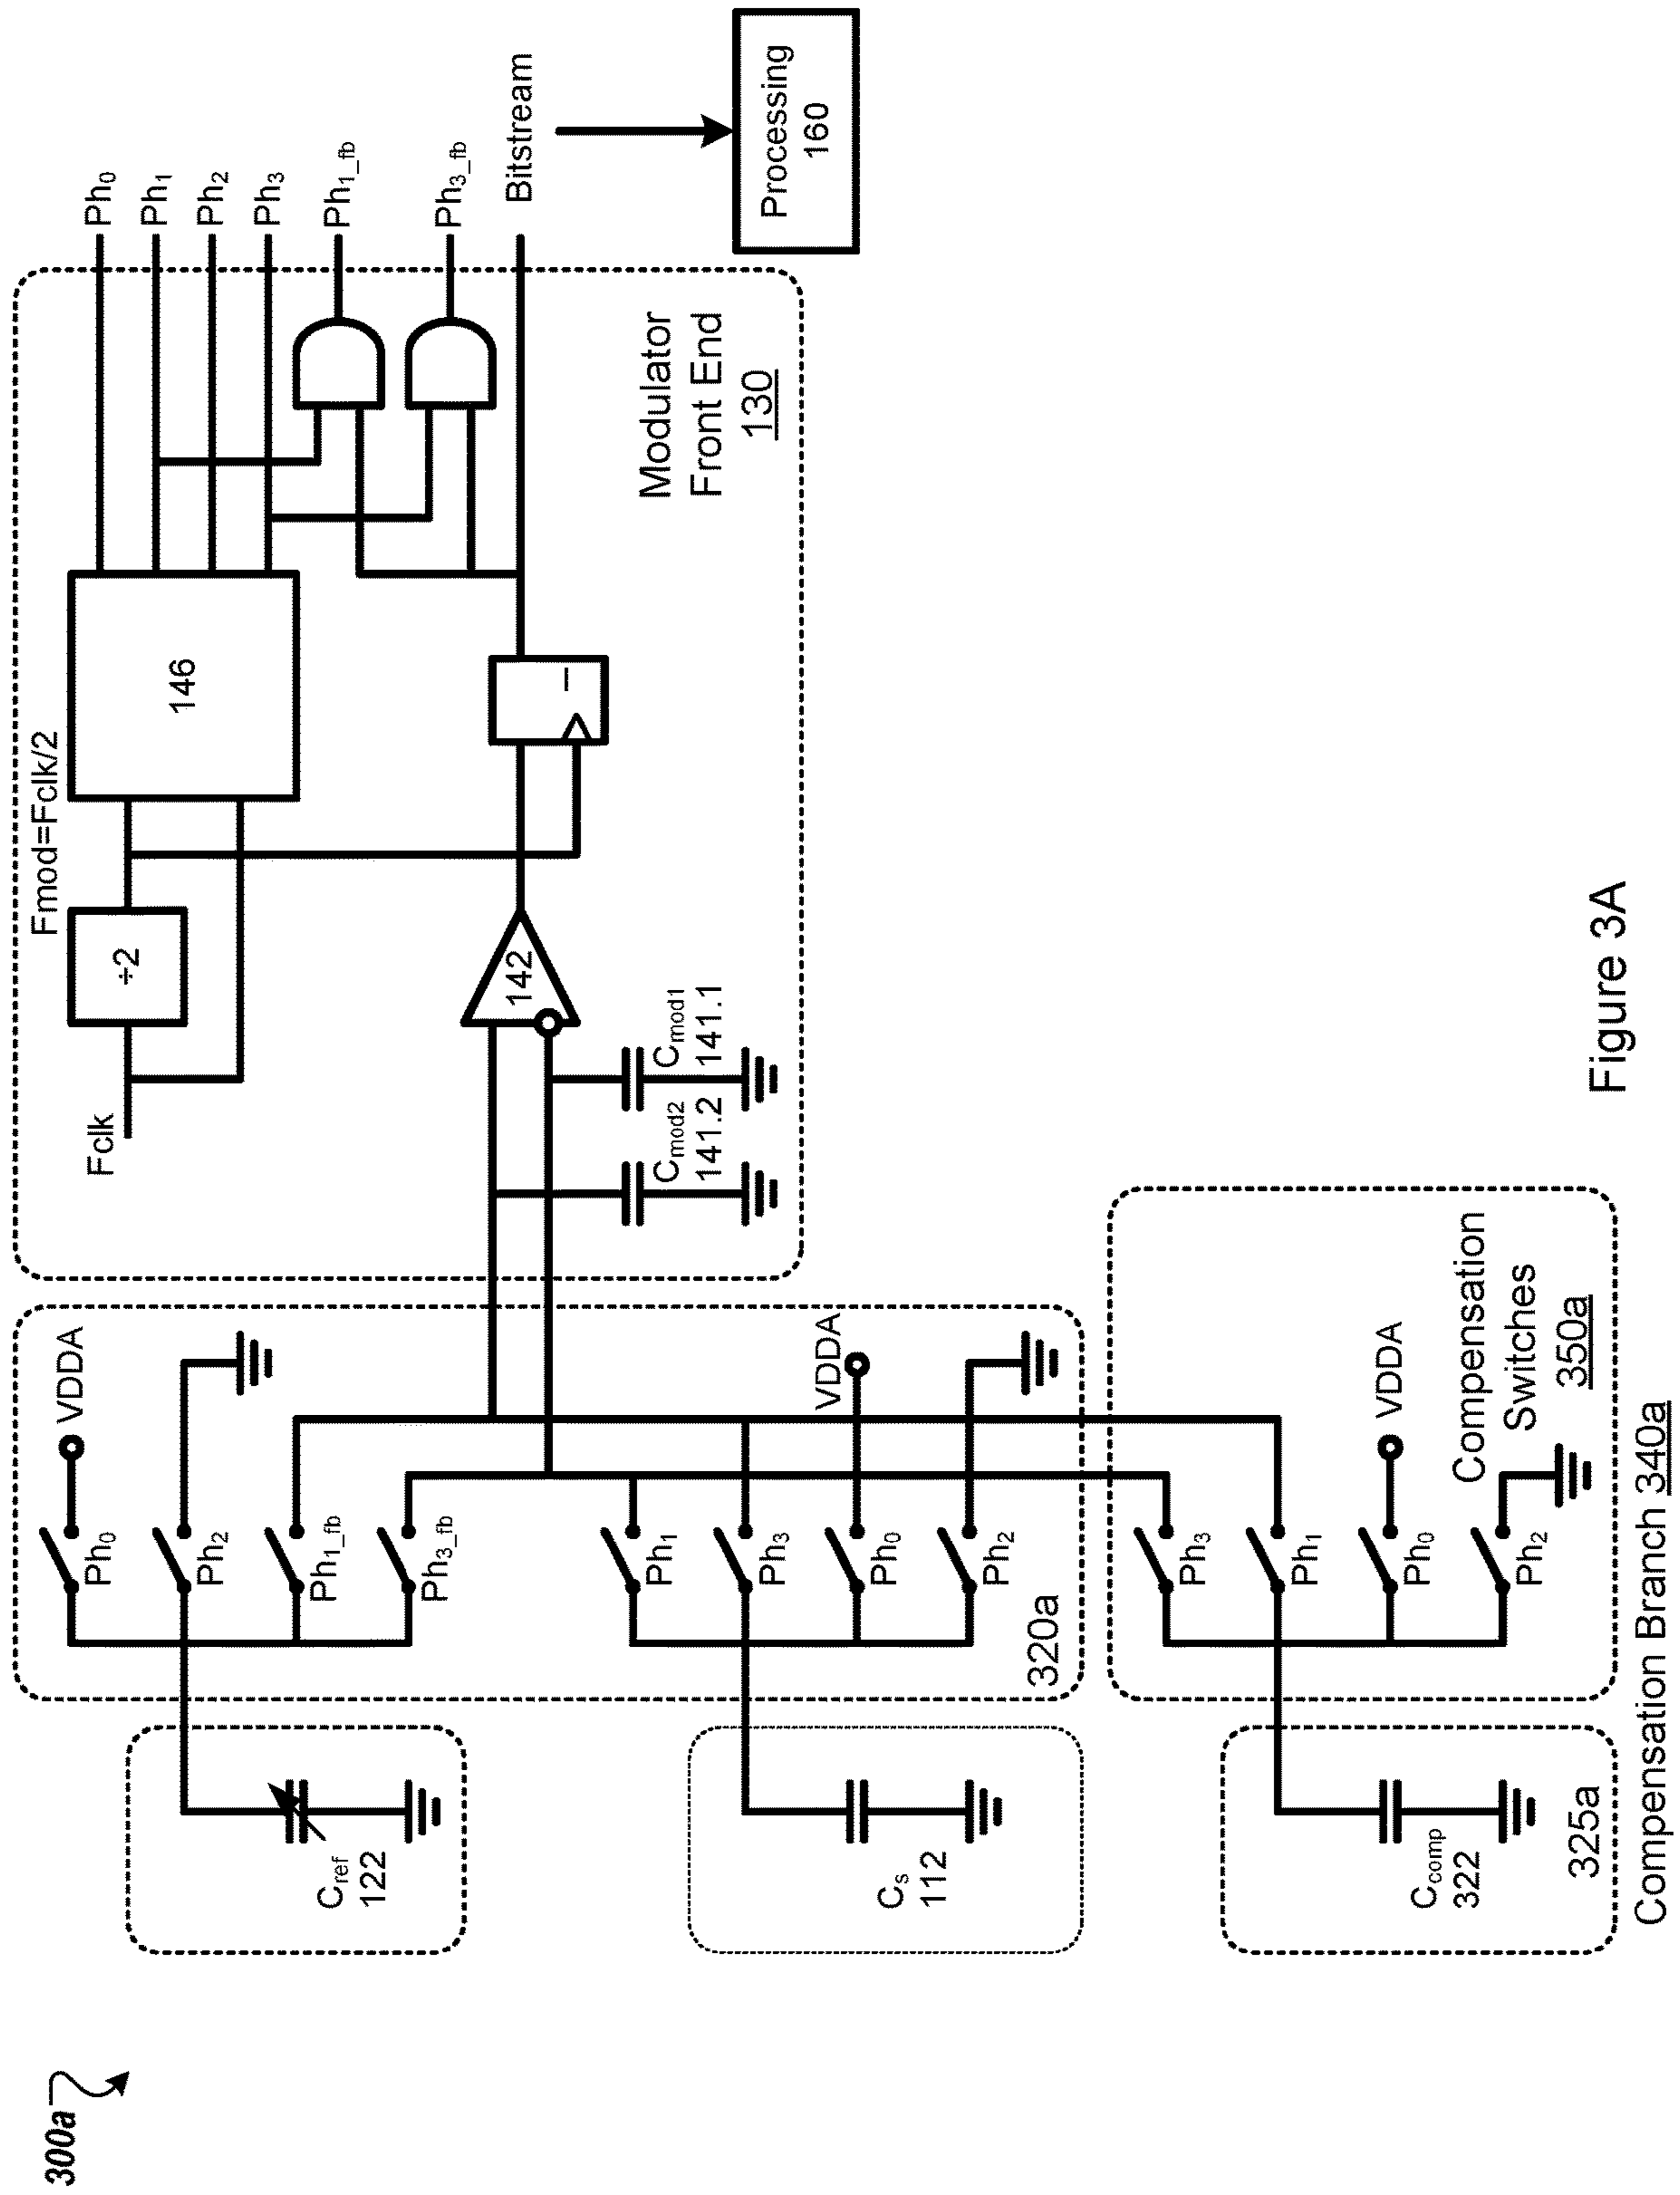 300a
Fclk
÷2
Fmod=Fclk/2
146
Ph0
Ph1
Ph2
Ph3
Ph1_fb
Ph3_fb
Bitstream
Processing
160
142
Cmod2
141.2
Cmod1
141.1
Modulator
Front End
130
VDDA
Ph0
Ph2
Ph1_fb
Ph3_fb
Ph1
Ph3
VDDA
Ph0
Ph2
320a
Cref
122
Cs
112
Ccomp
322
325a
Ph3
Ph1
VDDA
Ph0
Ph2
Compensation
Switches
350a
Compensation Branch 340a
Figure 3A